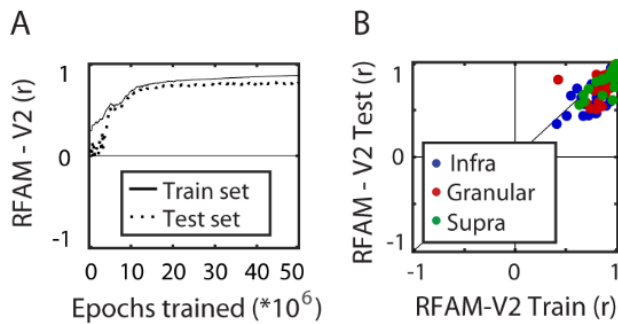 A
RFAM - V2 (r)
1
0
-1
Train set
Test set
0 10 20 30 40 50
Epochs trained (*10⁶)
B
RFAM - V2 Test (r)
1
0
-1
Infra
Granular
Supra
-1 0 1
RFAM-V2 Train (r)